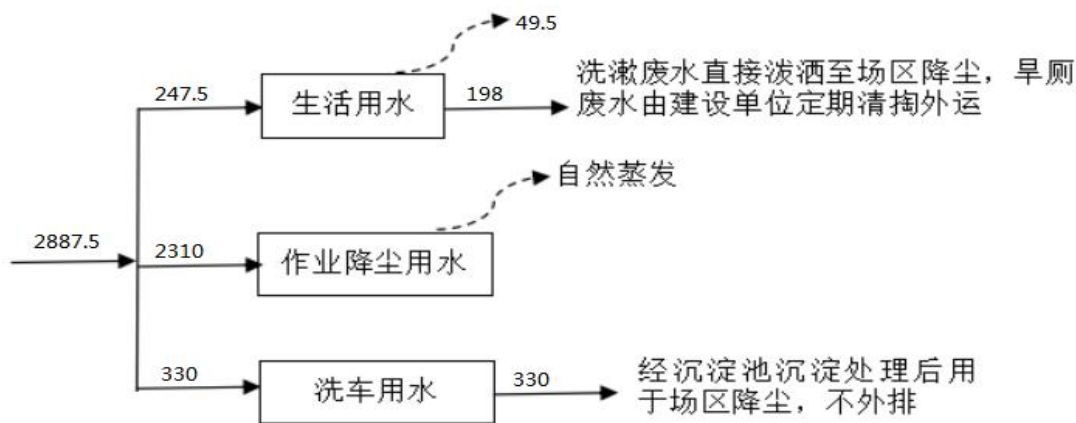 49.5
247.5
生活用水
198
洗漱废水直接泼洒至场区降尘，旱厕
废水由建设单位定期清掏外运
自然蒸发
2887.5
2310
作业降尘用水
330
洗车用水
330
经沉淀池沉淀处理后用
于场区降尘，不外排